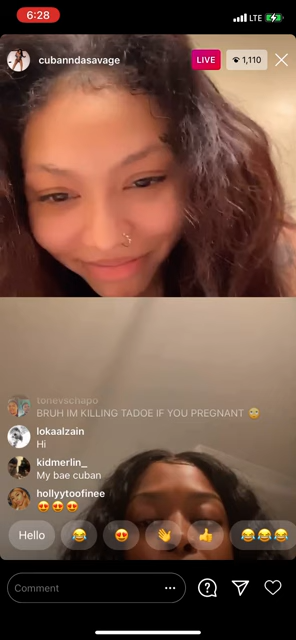 6:28
LTE
cubanndasavage
LIVE
1,110
tonevschapo
BRUH IM KILLING TADOE IF YOU PREGNANT
lokaalzain
Hi
kidmerlin_
My bae cuban
hollyytoofinee
Hello
Comment